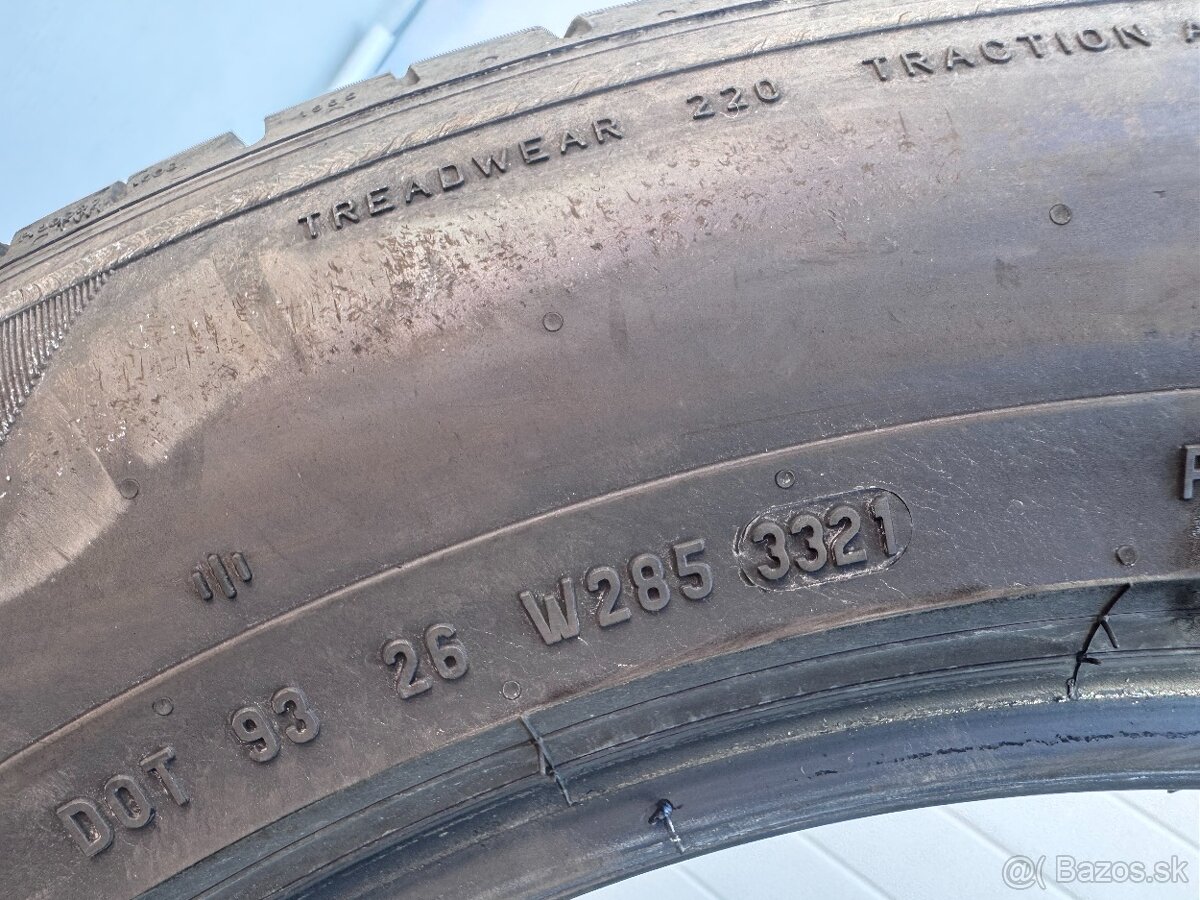 TREADWEAR 220 TRACTION A
DOT 93 26 W285 3321
@( Bazos.sk